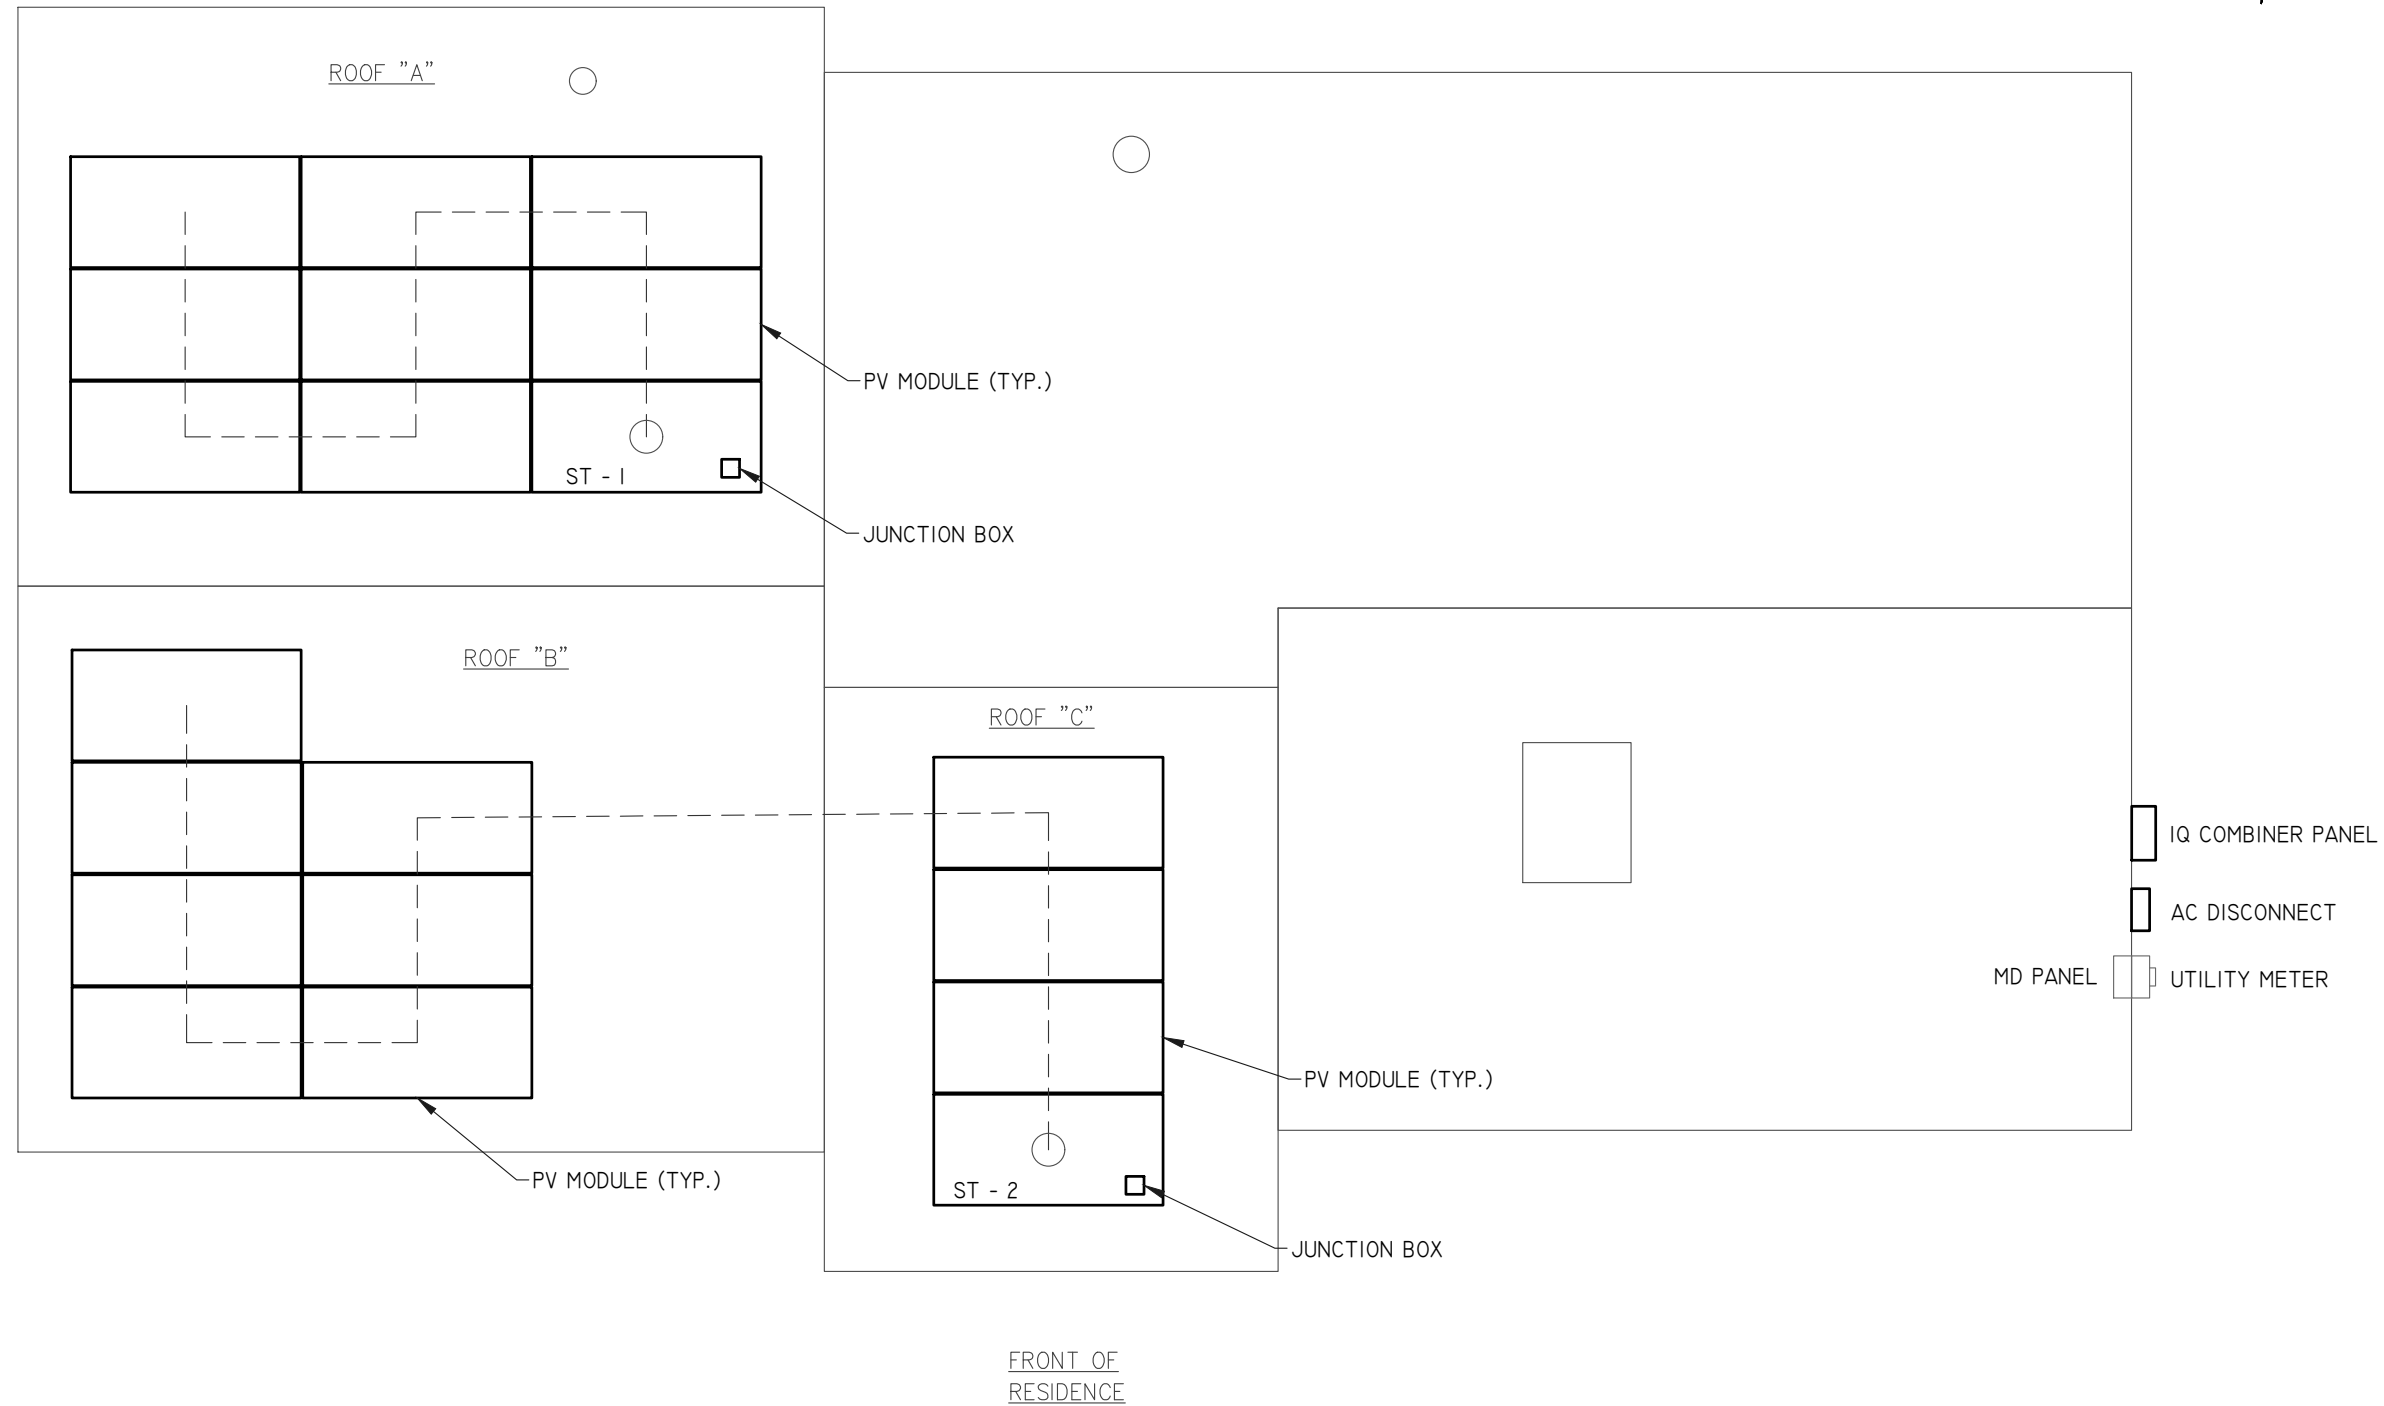 ROOF "A"
PV MODULE (TYP.)
ST - 1
JUNCTION BOX
ROOF "B"
ROOF "C"
IQ COMBINER PANEL
AC DISCONNECT
MD PANEL
UTILITY METER
PV MODULE (TYP.)
PV MODULE (TYP.)
ST - 2
JUNCTION BOX
FRONT OF
RESIDENCE